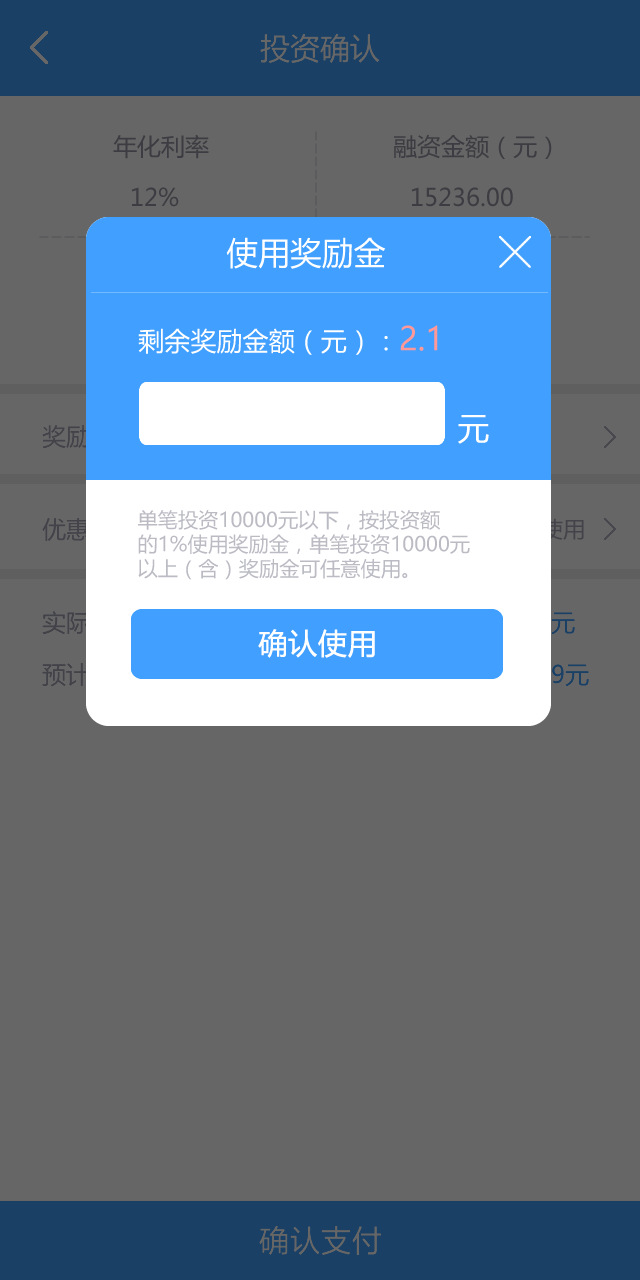 投资确认
年化利率
融资金额（元）
12%
15236.00
使用奖励金
剩余奖励金额（元）：2.1
元
奖励
优惠
使用
单笔投资10000元以下，按投资额
的1%使用奖励金，单笔投资10000元
以上（含）奖励金可任意使用。
实际
元
确认使用
预计
9元
确认支付